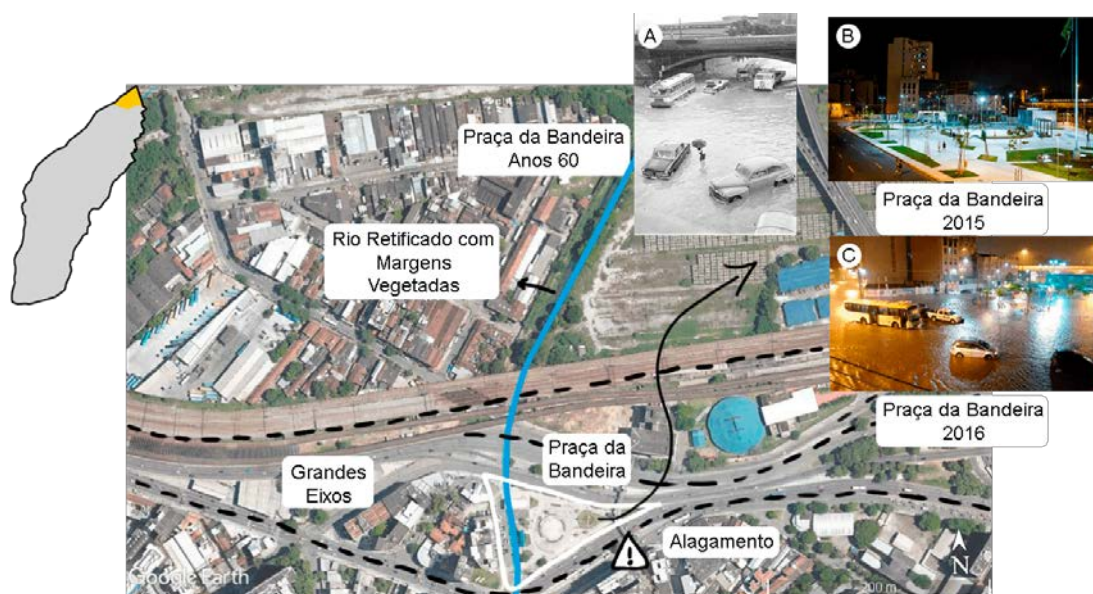 A
B
Praça da Bandeira
Anos 60
Praça da Bandeira
2015
Rio Retificado com
Margens
Vegetadas
C
Praça da Bandeira
2016
Praça da
Bandeira
Grandes
Eixos
Alagamento
Google Earth
N
200 m